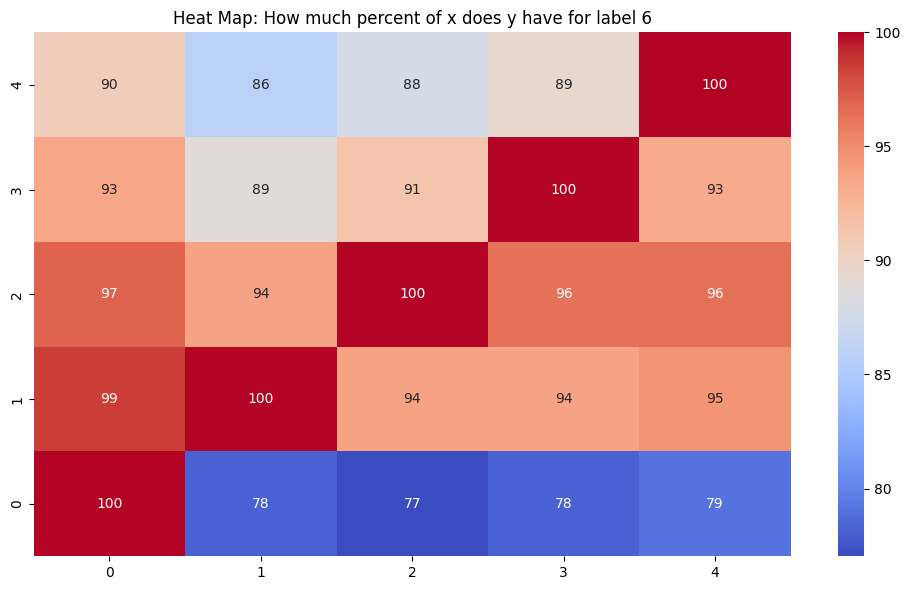 Heat Map: How much percent of x does y have for label 6
4 90 86 88 89 100
3 93 89 91 100 93
2 97 94 100 96 96
1 99 100 94 94 95
0 100 78 77 78 79
0 1 2 3 4
100
95
90
85
80